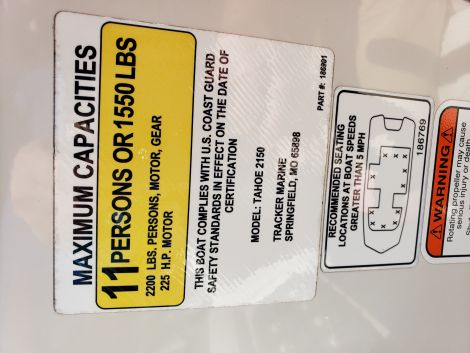 MAXIMUM CAPACITIES
11 PERSONS OR 1550 LBS
2200 LBS. PERSONS, MOTOR, GEAR
225 H.P. MOTOR
THIS BOAT COMPLIES WITH U.S. COAST GUARD
SAFETY STANDARDS IN EFFECT ON THE DATE OF
CERTIFICATION
MODEL: TAHOE 2150
TRACKER MARINE
SPRINGFIELD, MO 65898
PART #: 186801
RECOMMENDED SEATING
LOCATIONS AT BOAT SPEEDS
GREATER THAN 5 MPH
X X X X X X X X X X X
186769
WARNING
Rotating propeller may cause
serious injury or death.